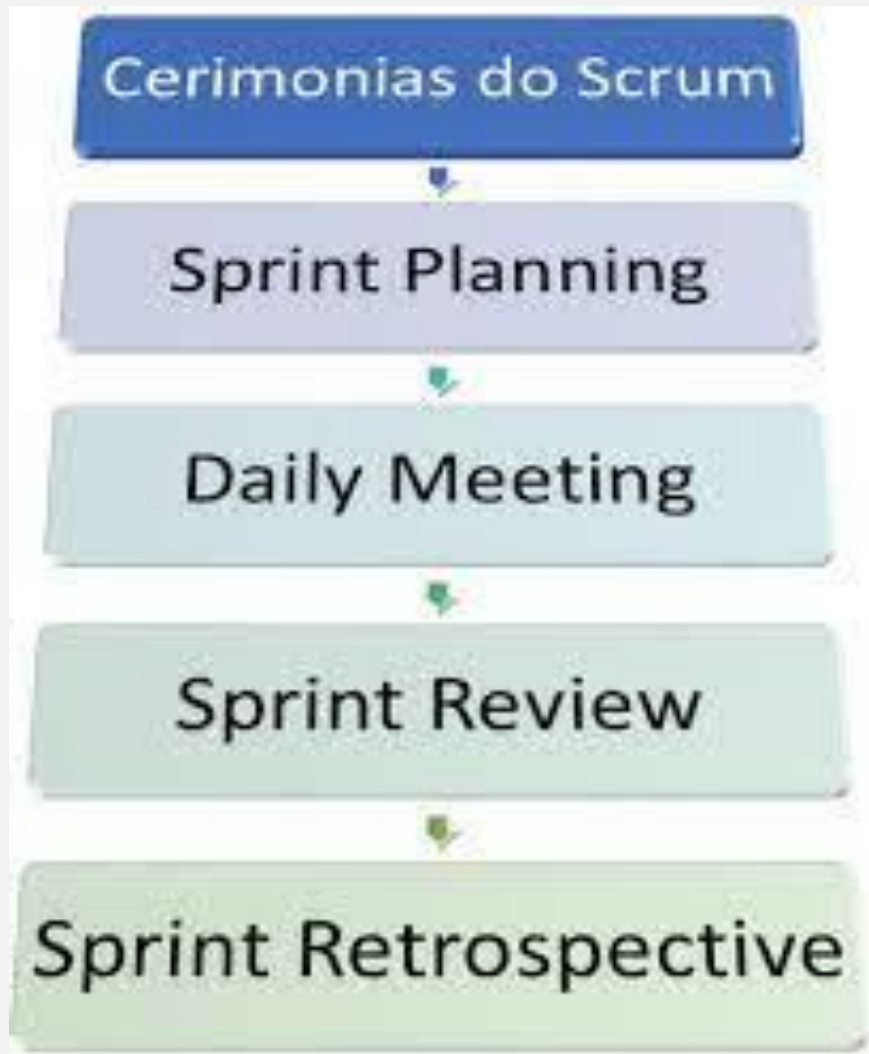 Cerimonias do Scrum
Sprint Planning
Daily Meeting
Sprint Review
Sprint Retrospective